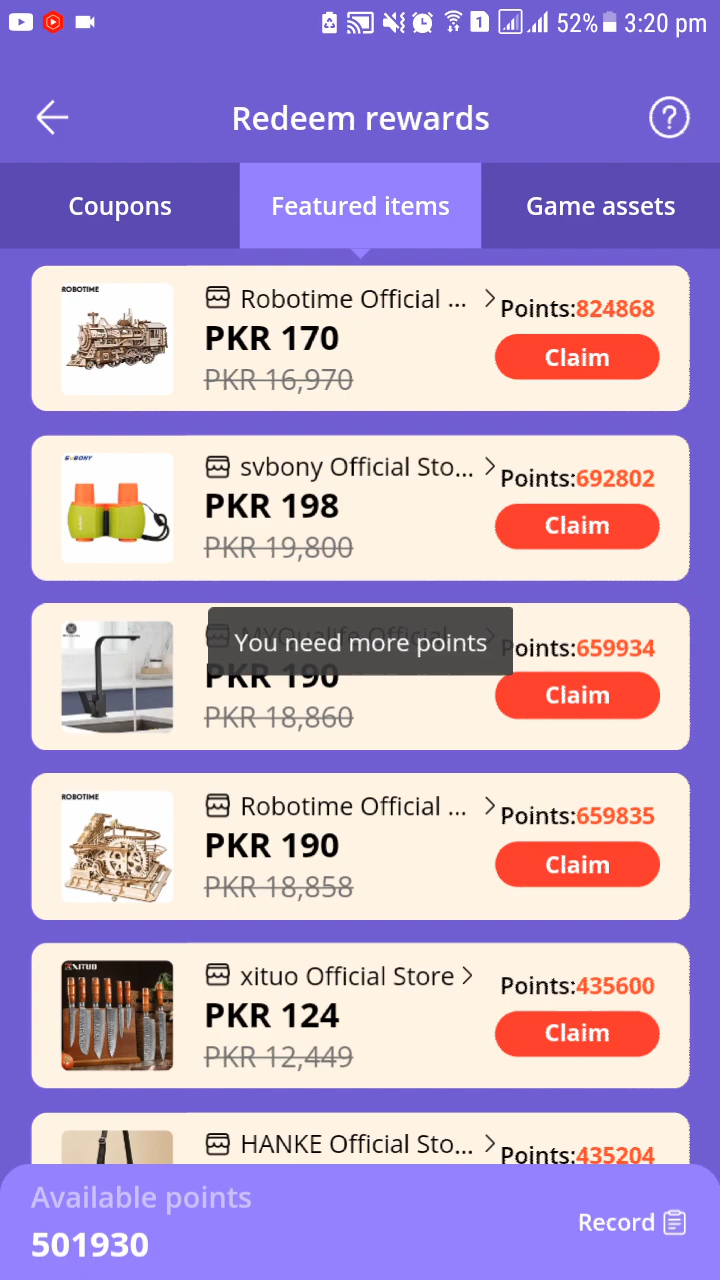 52% 3:20 pm
Redeem rewards
Coupons
Featured items
Game assets
ROBOTIME
Robotime Official ...
PKR 170
PKR 16,970
Points:824868
Claim
SVBONY
svbony Official Sto...
PKR 198
PKR 19,800
Points:692802
Claim
You need more points
PKR 190
PKR 18,860
Points:659934
Claim
ROBOTIME
Robotime Official ...
PKR 190
PKR 18,858
Points:659835
Claim
XITUO
xituo Official Store
PKR 124
PKR 12,449
Points:435600
Claim
HANKE Official Sto...
Points:435204
Available points
501930
Record